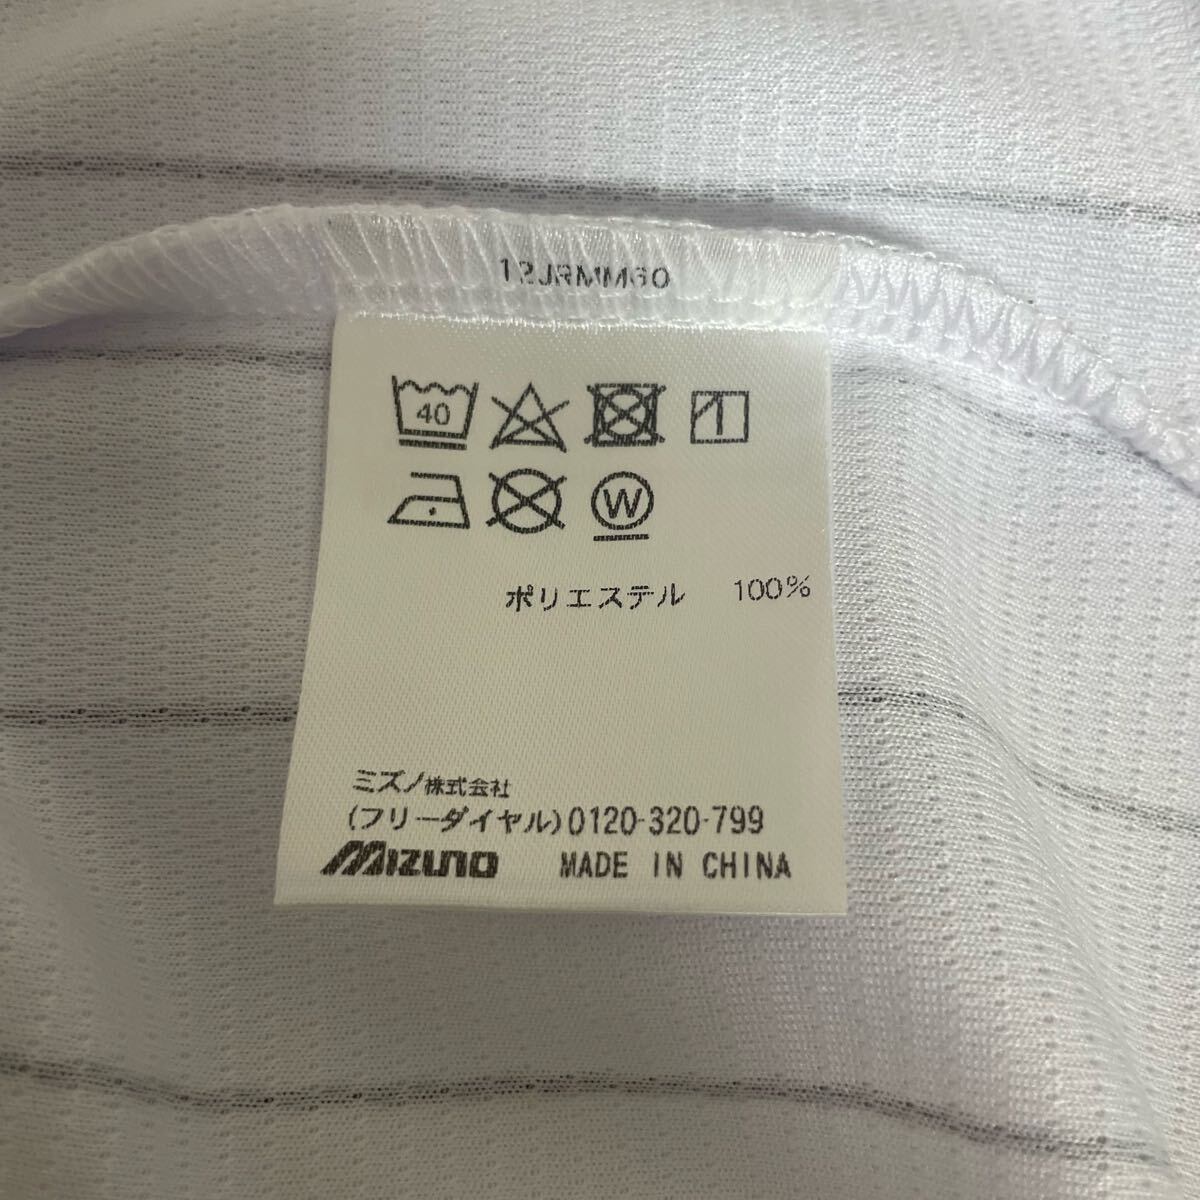 12JRMM60
40
W
ポリエステル 100%
ミズノ株式会社
(フリーダイヤル)0120-320-799
MIZUNO MADE IN CHINA